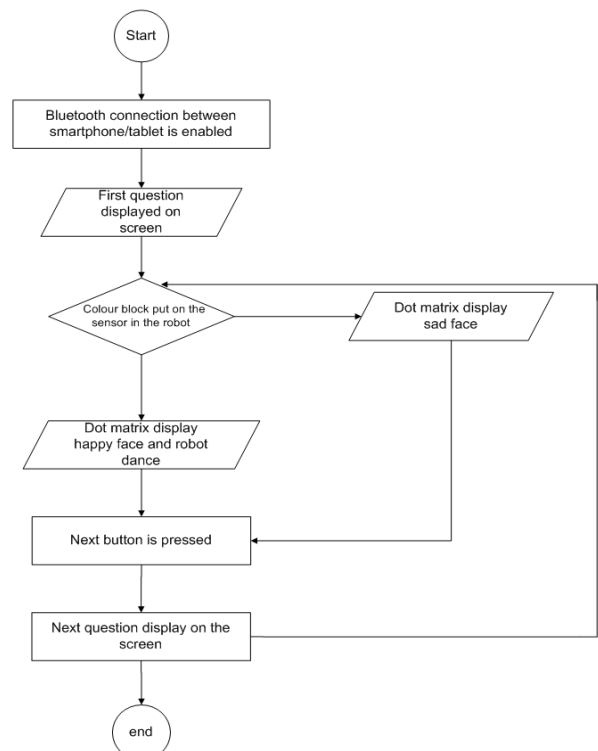 Start
Bluetooth connection between
smartphone/tablet is enabled
First question
displayed on
screen
Colour block put on the
sensor in the robot
Dot matrix display
sad face
Dot matrix display
happy face and robot
dance
Next button is pressed
Next question display on the
screen
end